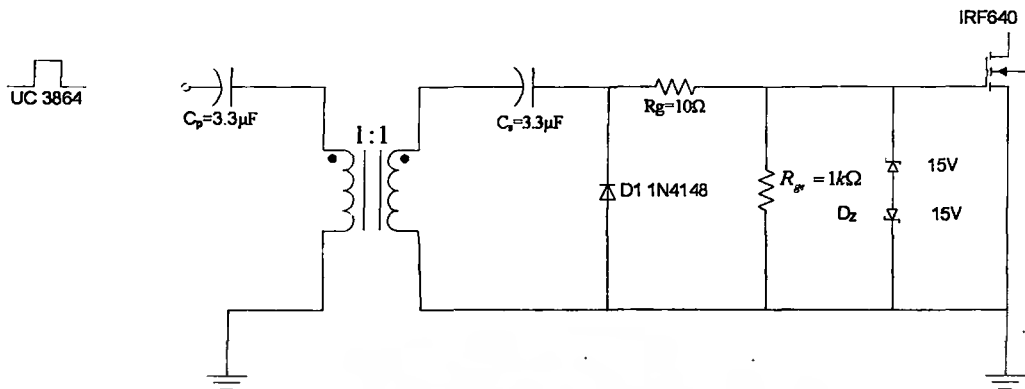 IRF640
UC 3864
Cp=3.3μF
1:1
Cs=3.3μF
Rg=10Ω
D1 1N4148
Rgs = 1kΩ
15V
Dz
15V